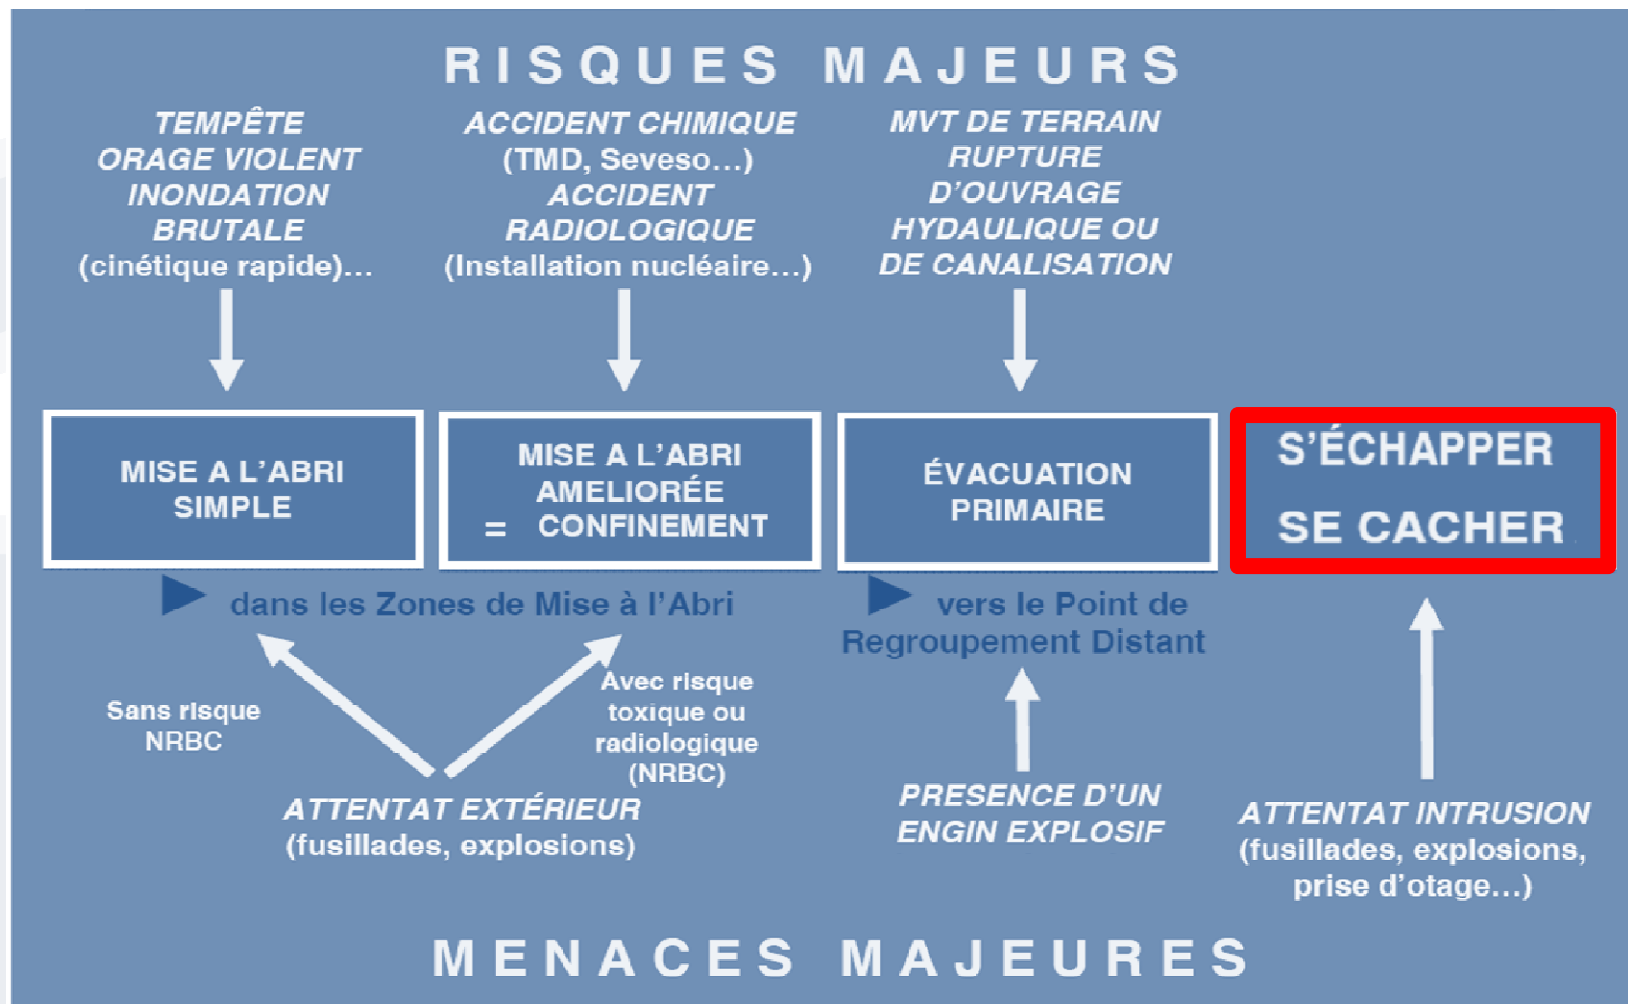 RISQUES MAJEURS
TEMPÊTE
ORAGE VIOLENT
INONDATION
BRUTALE
(cinétique rapide)…
ACCIDENT CHIMIQUE
(TMD, Seveso…)
ACCIDENT
RADIOLOGIQUE
(Installation nucléaire…)
MVT DE TERRAIN
RUPTURE
D’OUVRAGE
HYDAULIQUE OU
DE CANALISATION
MISE A L’ABRI
SIMPLE
MISE A L’ABRI
AMELIORÉE
= CONFINEMENT
ÉVACUATION
PRIMAIRE
S’ÉCHAPPER
SE CACHER
dans les Zones de Mise à l’Abri
vers le Point de
Regroupement Distant
Sans risque
NRBC
Avec risque
toxique ou
radiologique
(NRBC)
ATTENTAT EXTÉRIEUR
(fusillades, explosions)
PRESENCE D’UN
ENGIN EXPLOSIF
ATTENTAT INTRUSION
(fusillades, explosions,
prise d’otage…)
MENACES MAJEURES